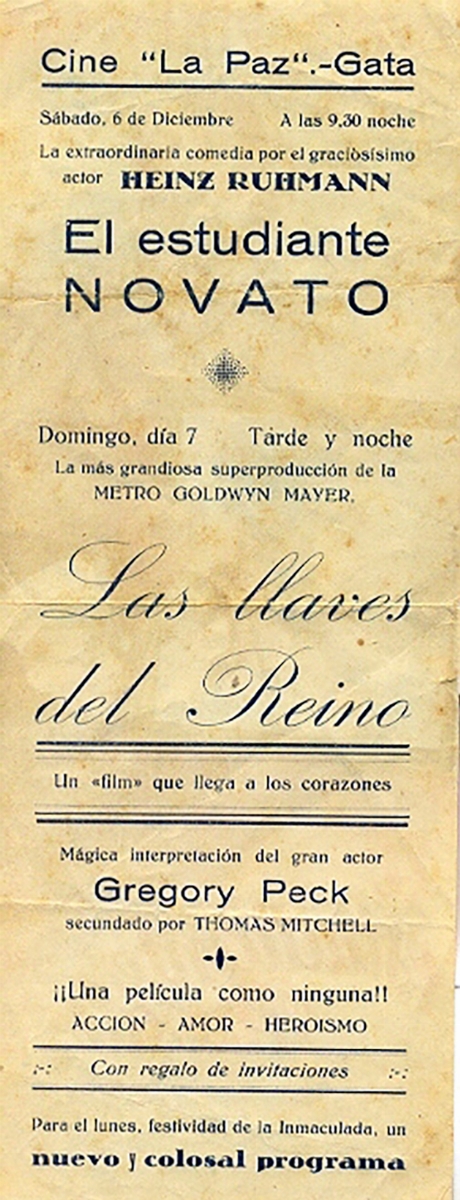 Cine “La Paz“.-Gata
Sábado, 6 de Diciembre A las 9,30 noche
La extraordinaria comedia por el graciòsísimo
actor HEINZ RUHMANN
El estudiante
NOVATO
Domingo, día 7 Tarde y noche
La más grandiosa superproducción de la
METRO GOLDWYN MAYER.
Las llaves
del Reino
Un «film» que llega a los corazones
Mágica interpretación del gran actor
Gregory Peck
secundado por THOMAS MITCHELL
¡¡Una película como ninguna!!
ACCION - AMOR - HEROISMO
:-: Con regalo de invitaciones :-:
Para el lunes, festividad de la Inmaculada, un
nuevo y colosal programa